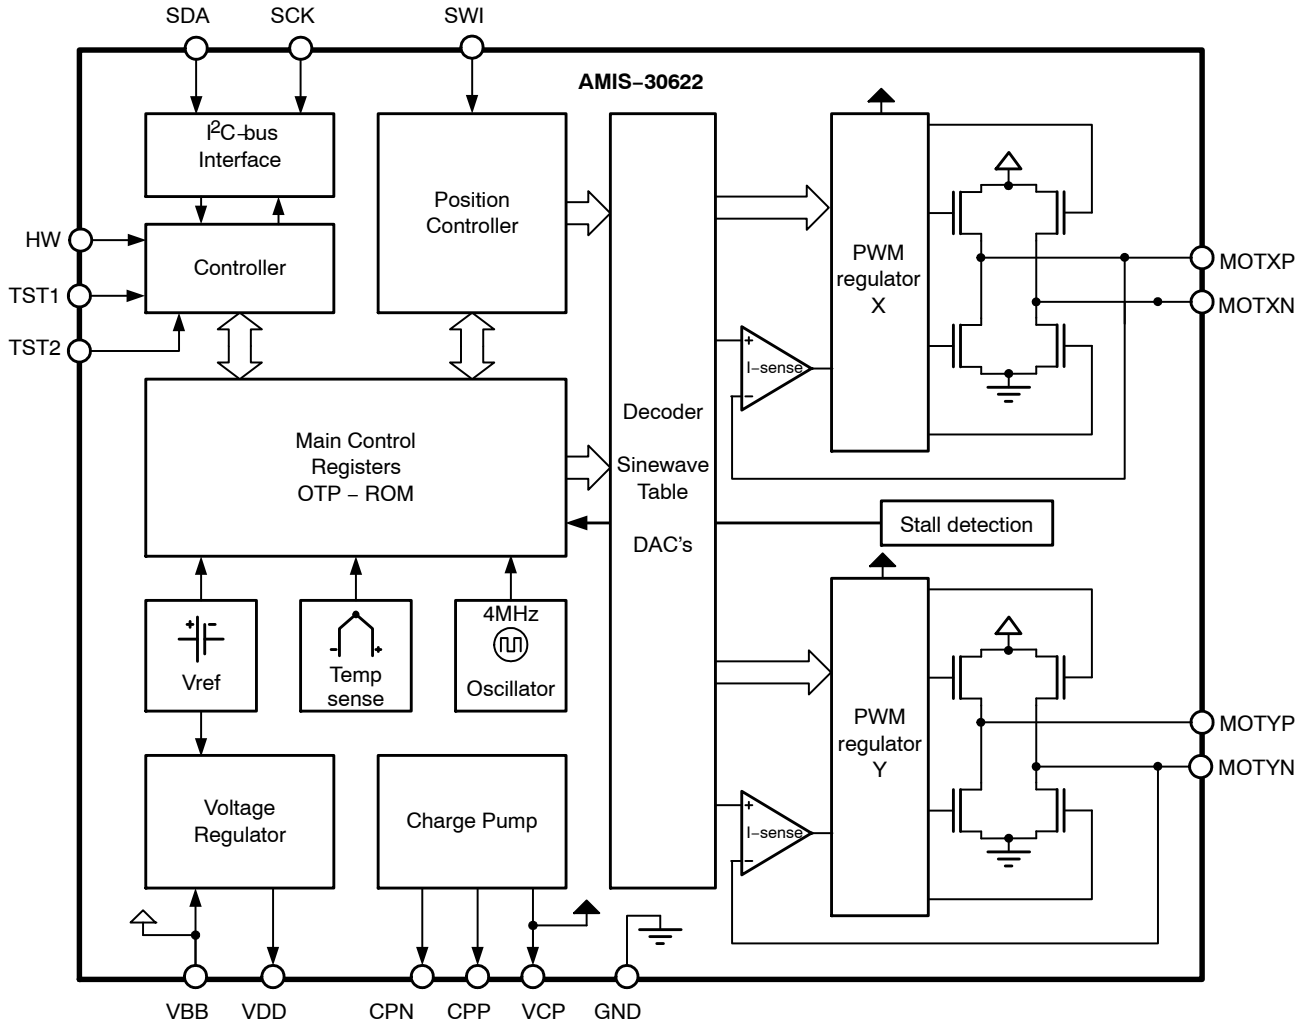 SDA
SCK
SWI
AMIS−30622
I2C−bus
Interface
Position
Controller
HW
Controller
TST1
TST2
PWM
regulator
X
MOTXP
MOTXN
+
I−sense
−
Main Control
Registers
OTP − ROM
Decoder
Sinewave
Table
DAC's
Stall detection
+ −
Vref
− +
Temp
sense
4MHz
Oscillator
PWM
regulator
Y
MOTYP
MOTYN
Voltage
Regulator
Charge Pump
+
I−sense
−
VBB
VDD
CPN
CPP
VCP
GND